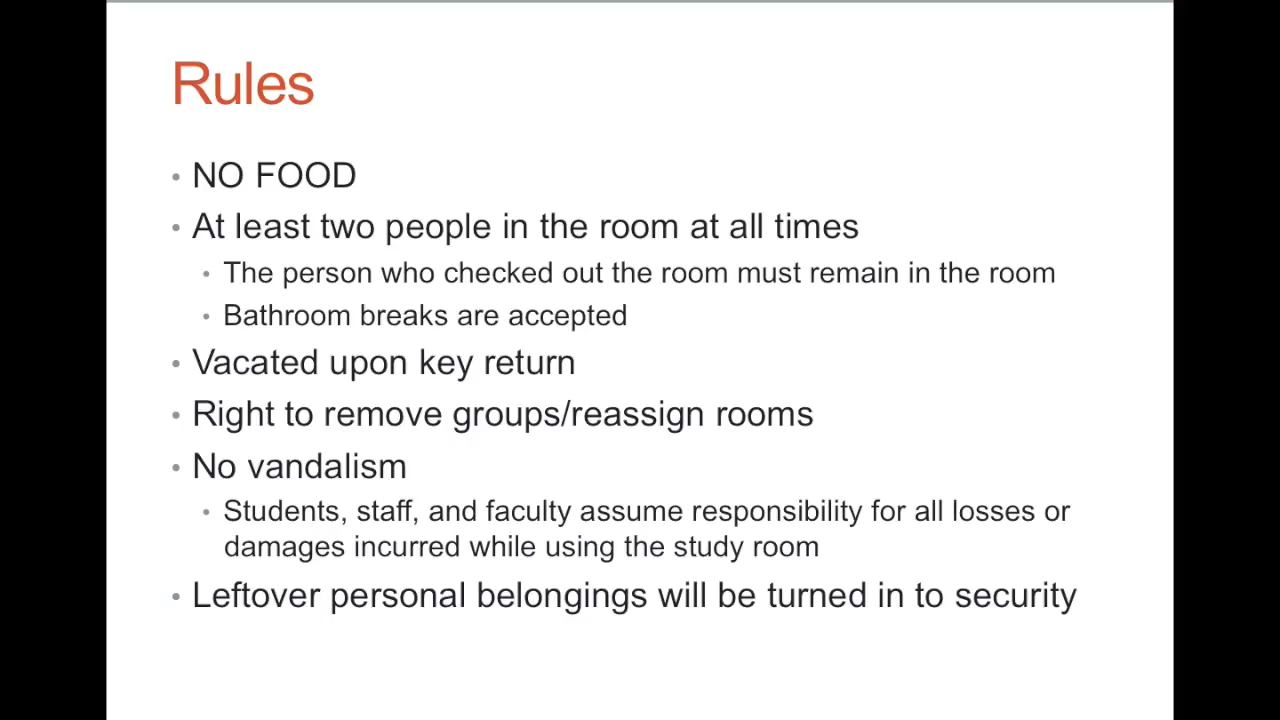 Rules
• NO FOOD
• At least two people in the room at all times
• The person who checked out the room must remain in the room
• Bathroom breaks are accepted
• Vacated upon key return
• Right to remove groups/reassign rooms
• No vandalism
• Students, staff, and faculty assume responsibility for all losses or
damages incurred while using the study room
• Leftover personal belongings will be turned in to security